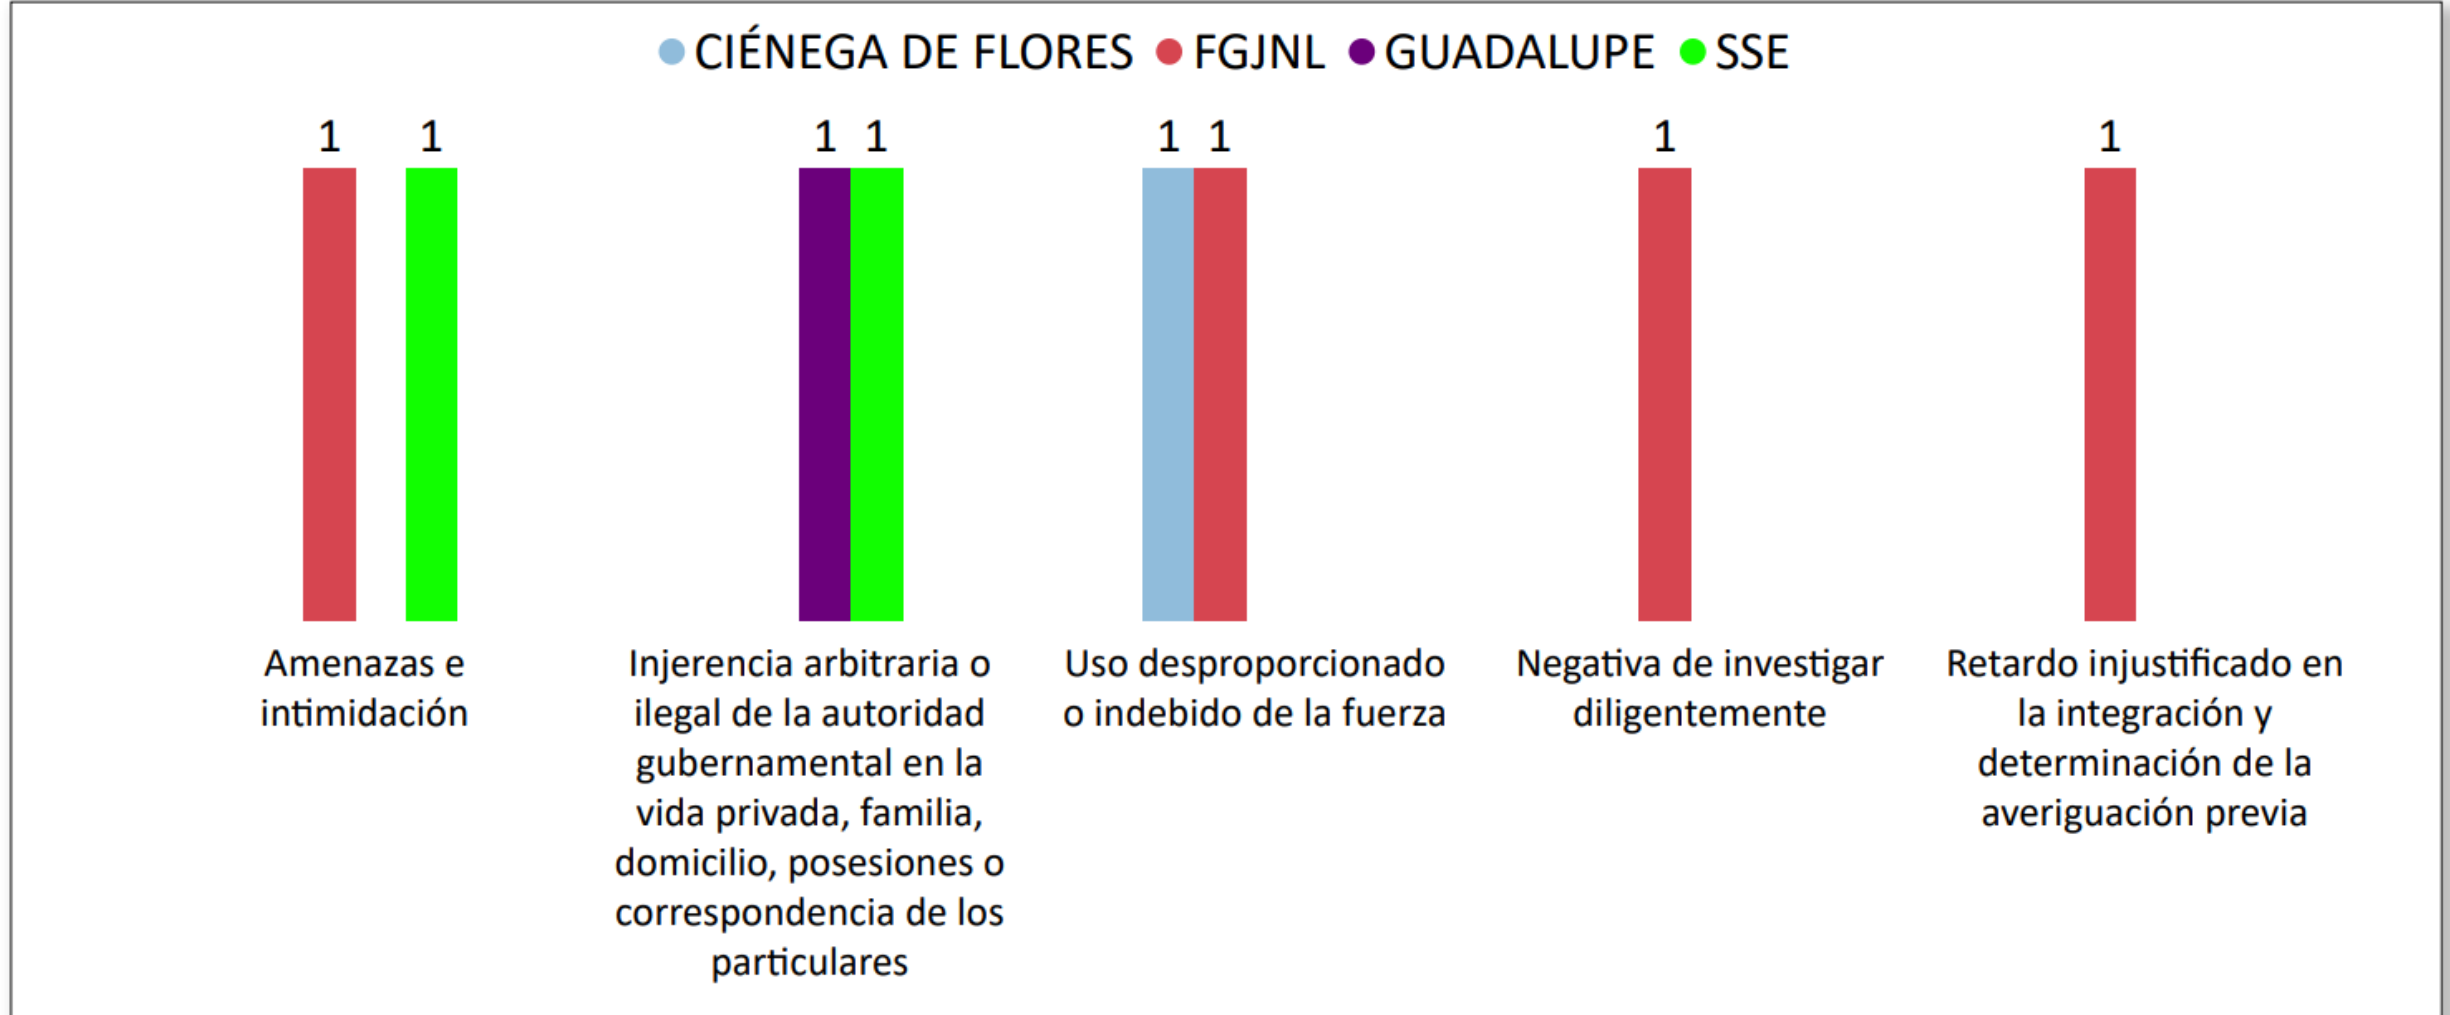 CIÉNEGA DE FLORES FGJNL GUADALUPE SSE
1 1 1 1 1 1 1 1
Amenazas e
intimidación
Injerencia arbitraria o
ilegal de la autoridad
gubernamental en la
vida privada, familia,
domicilio, posesiones o
correspondencia de los
particulares
Uso desproporcionado
o indebido de la fuerza
Negativa de investigar
diligentemente
Retardo injustificado en
la integración y
determinación de la
averiguación previa